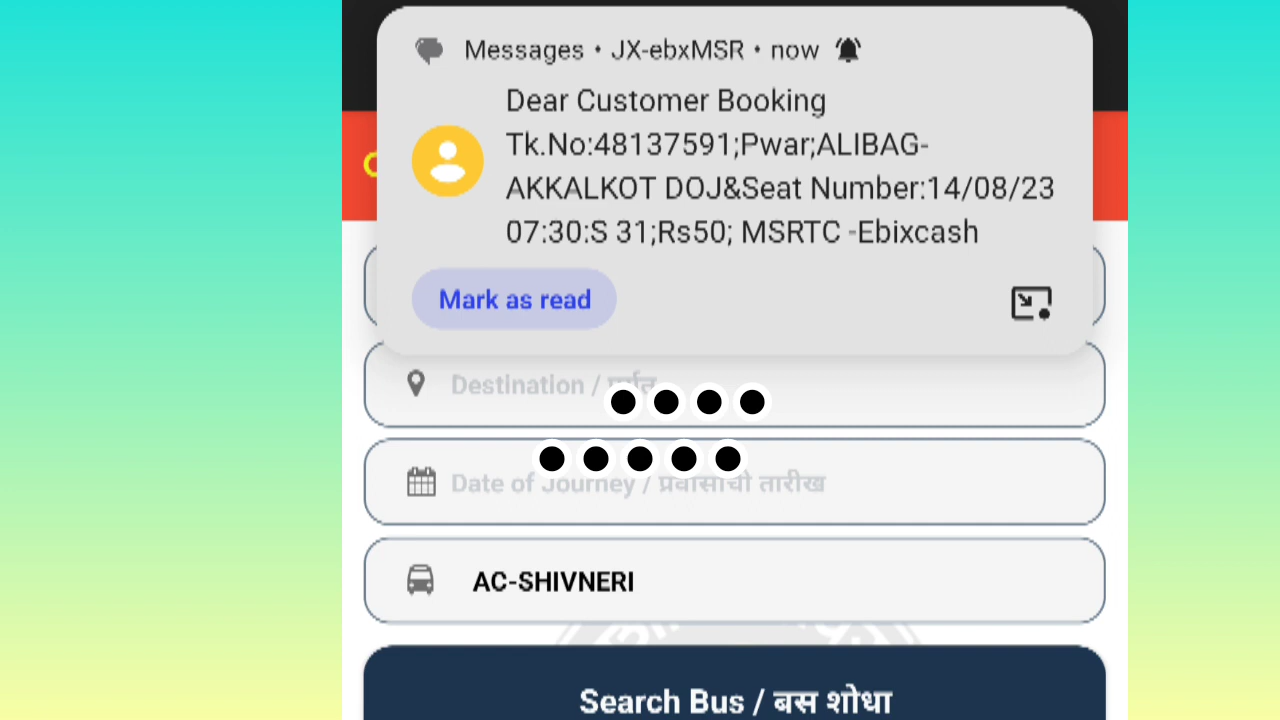 Messages • JX-ebxMSR • now
Dear Customer Booking
Tk.No:48137591;Pwar;ALIBAG-
AKKALKOT DOJ&Seat Number:14/08/23
07:30:S 31;Rs50; MSRTC -Ebixcash
Mark as read
Destination /
Date of Journey / प्रवासाची तारीख
AC-SHIVNERI
Search Bus / बस शोधा